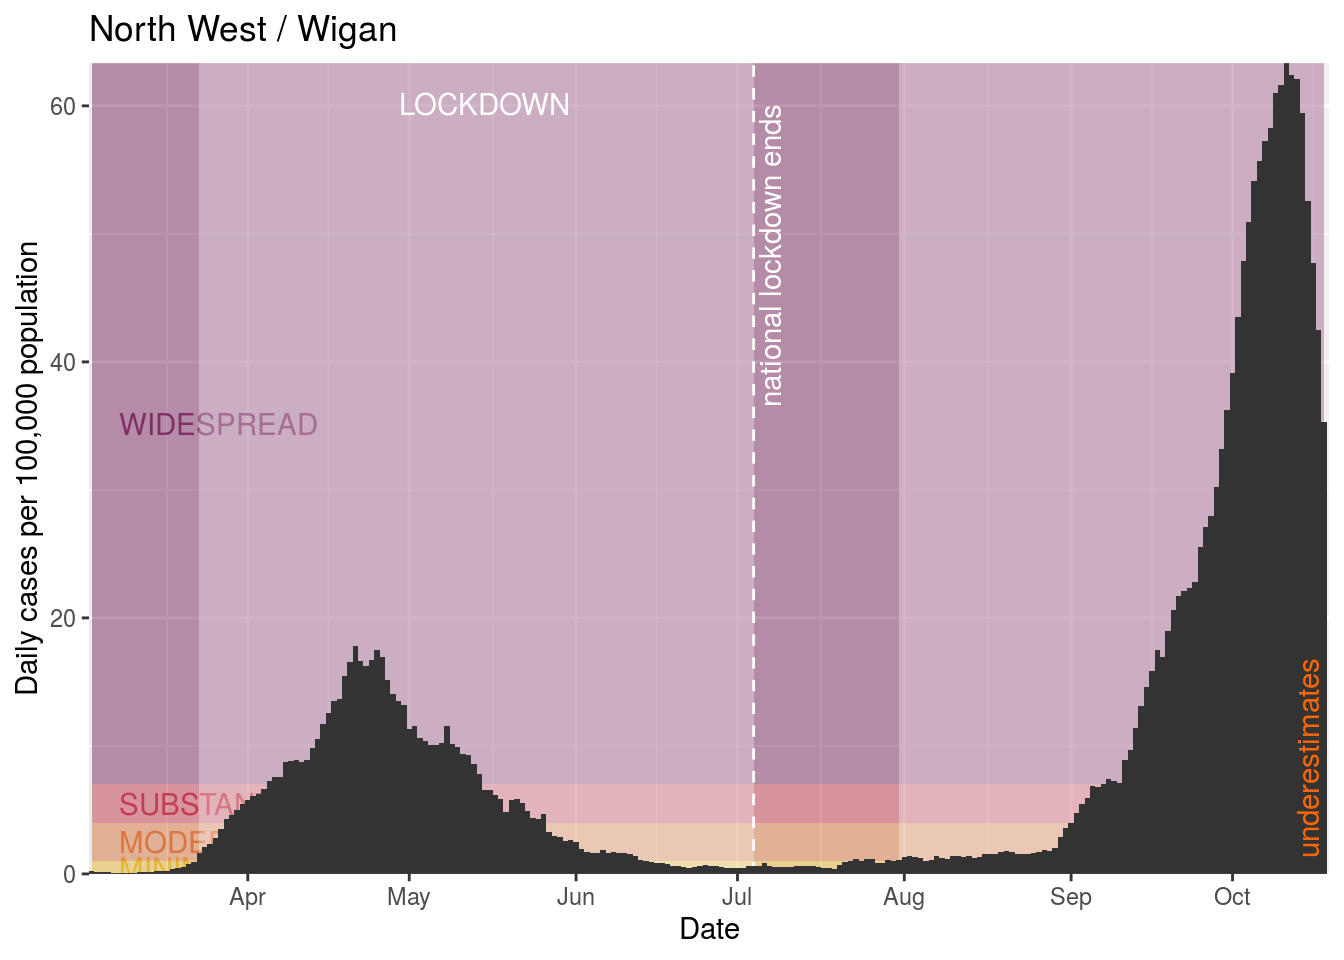 North West / Wigan
LOCKDOWN
national lockdown ends
WIDESPREAD
underestimates
60
40
20
0
Daily cases per 100,000 population
Apr May Jun Jul Aug Sep Oct
Date